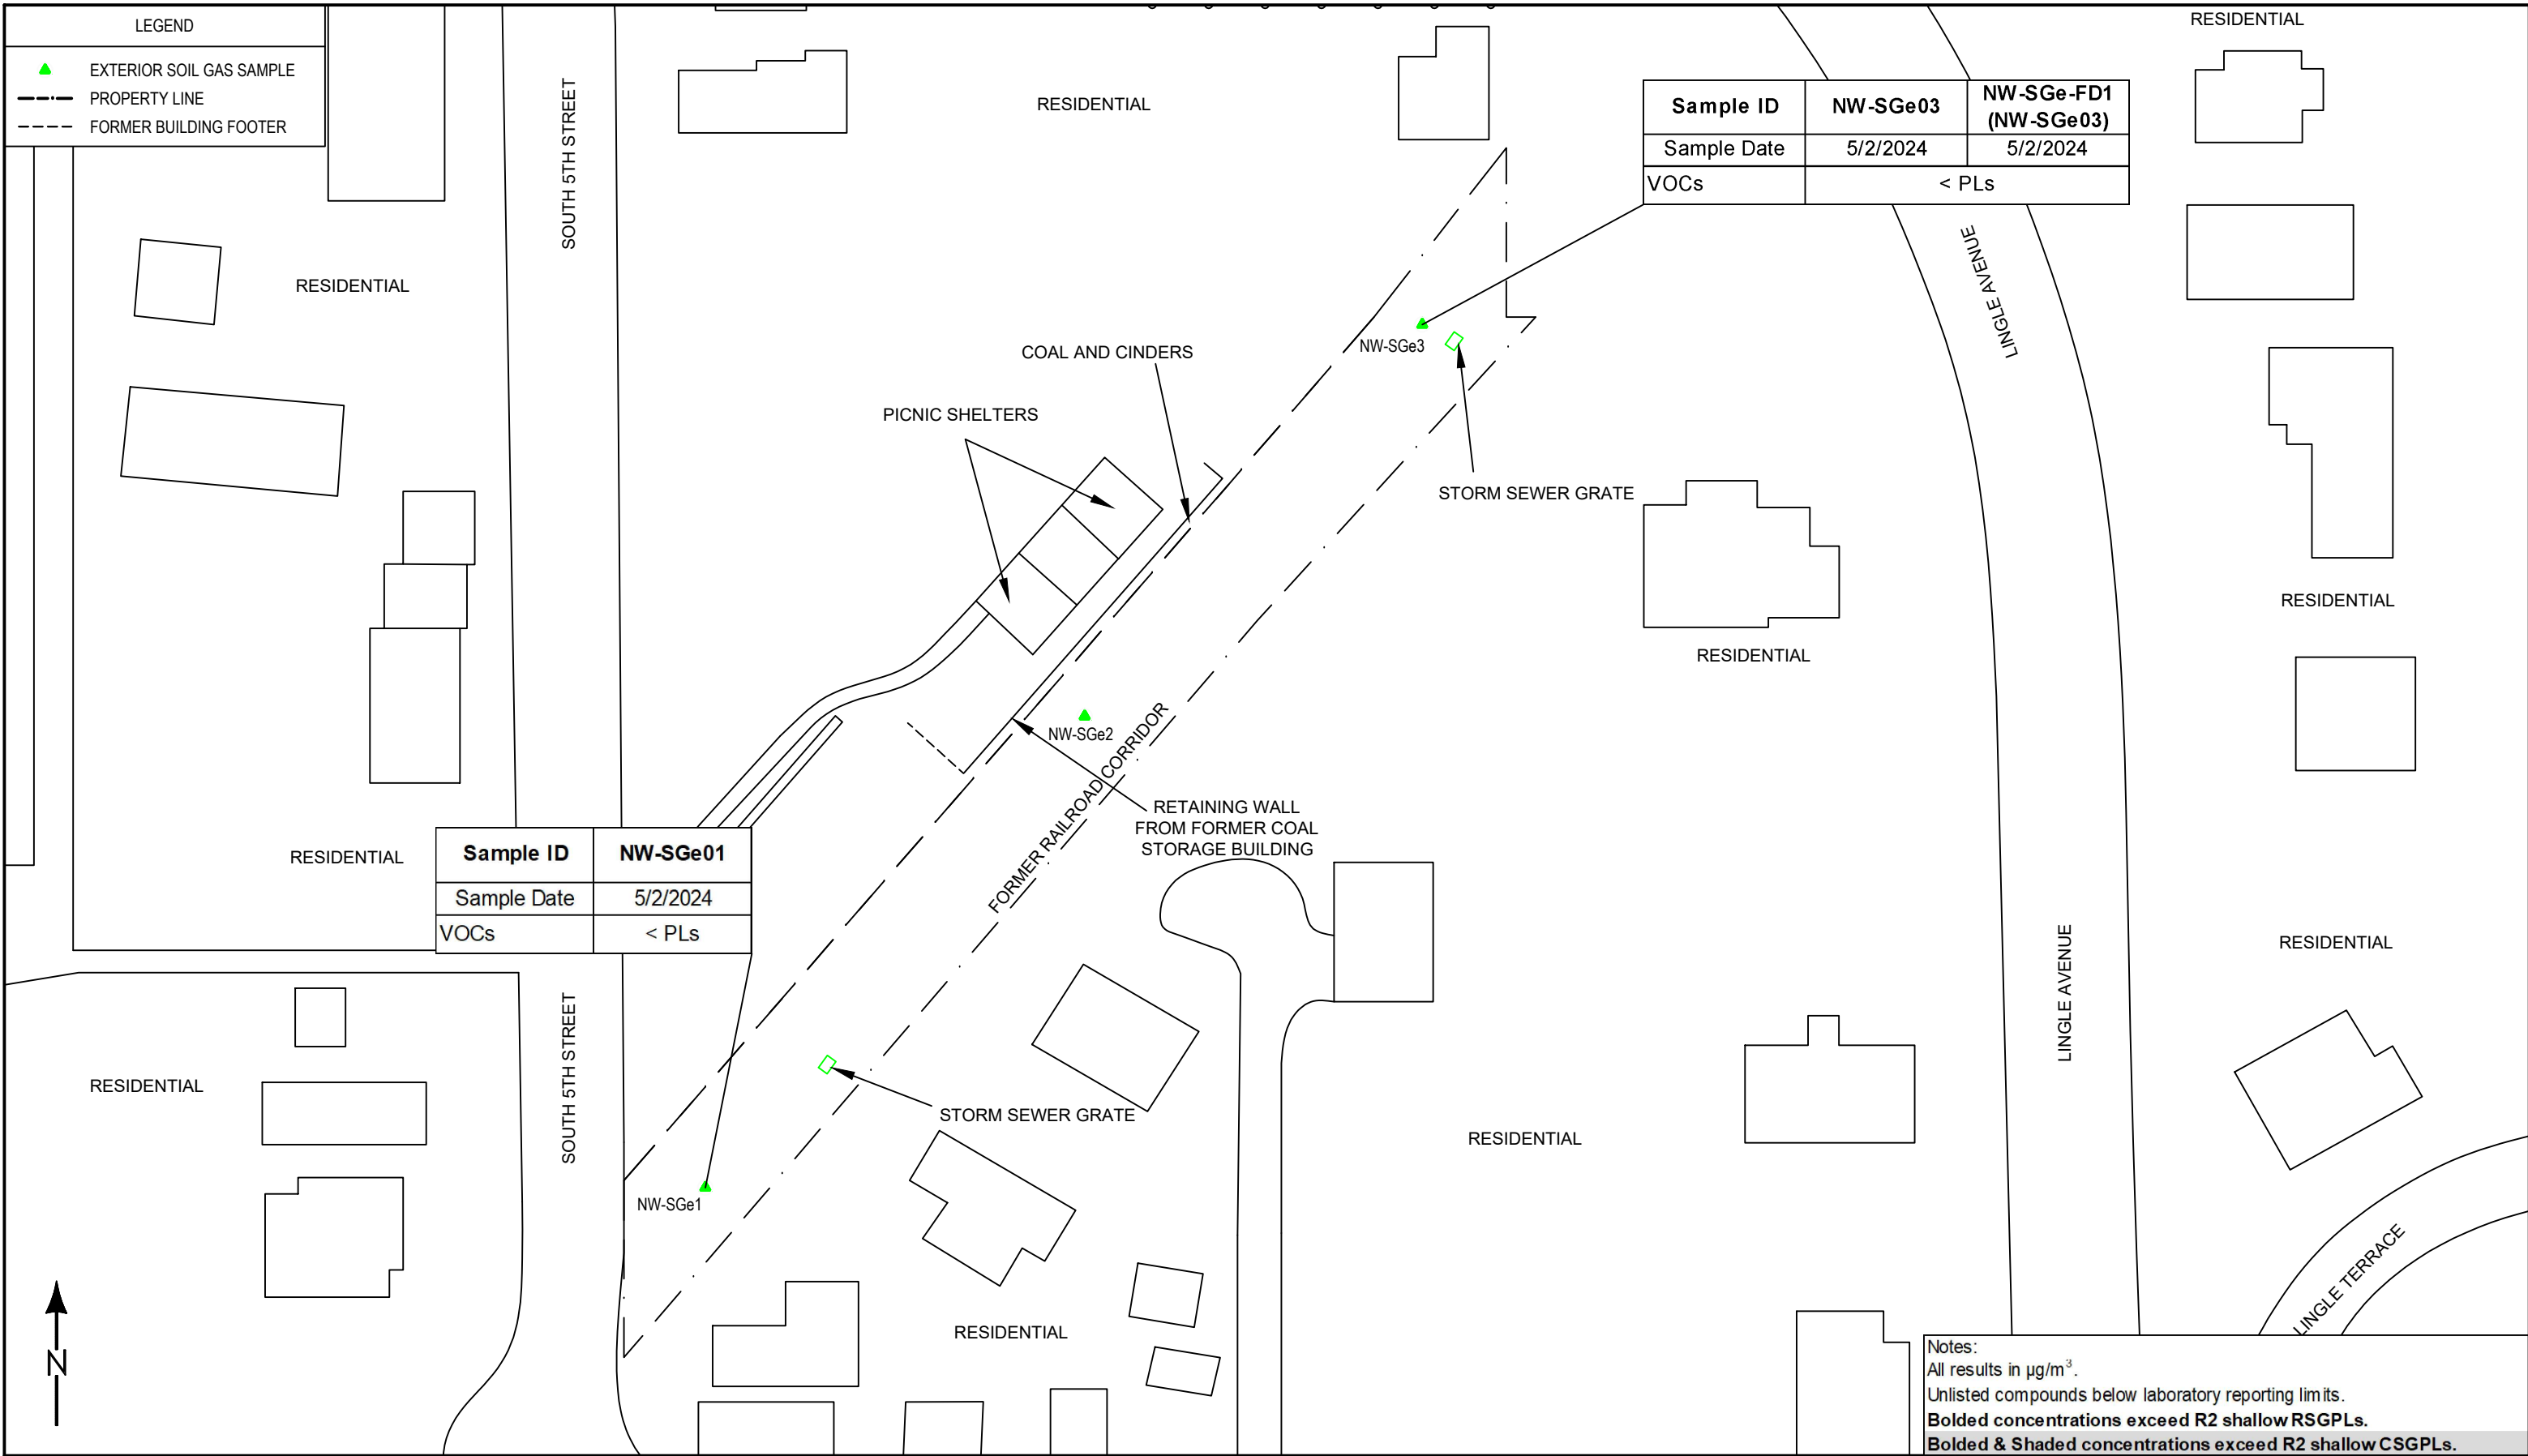 LEGEND
EXTERIOR SOIL GAS SAMPLE
PROPERTY LINE
FORMER BUILDING FOOTER
SOUTH 5TH STREET
RESIDENTIAL
RESIDENTIAL
RESIDENTIAL
Sample ID NW-SGe03 NW-SGe-FD1
(NW-SGe03)
Sample Date 5/2/2024 5/2/2024
VOCs < PLs
LINGLE AVENUE
RESIDENTIAL
COAL AND CINDERS
NW-SGe3
PICNIC SHELTERS
STORM SEWER GRATE
RESIDENTIAL
RESIDENTIAL
NW-SGe2
FORMER RAILROAD CORRIDOR
RETAINING WALL
FROM FORMER COAL
STORAGE BUILDING
RESIDENTIAL
Sample ID NW-SGe01
Sample Date 5/2/2024
VOCs < PLs
RESIDENTIAL
LINGLE AVENUE
SOUTH 5TH STREET
RESIDENTIAL
STORM SEWER GRATE
RESIDENTIAL
NW-SGe1
RESIDENTIAL
LINGLE TERRACE
N
Notes:
All results in µg/m³.
Unlisted compounds below laboratory reporting limits.
Bolded concentrations exceed R2 shallow RSGPLs.
Bolded & Shaded concentrations exceed R2 shallow CSGPLs.